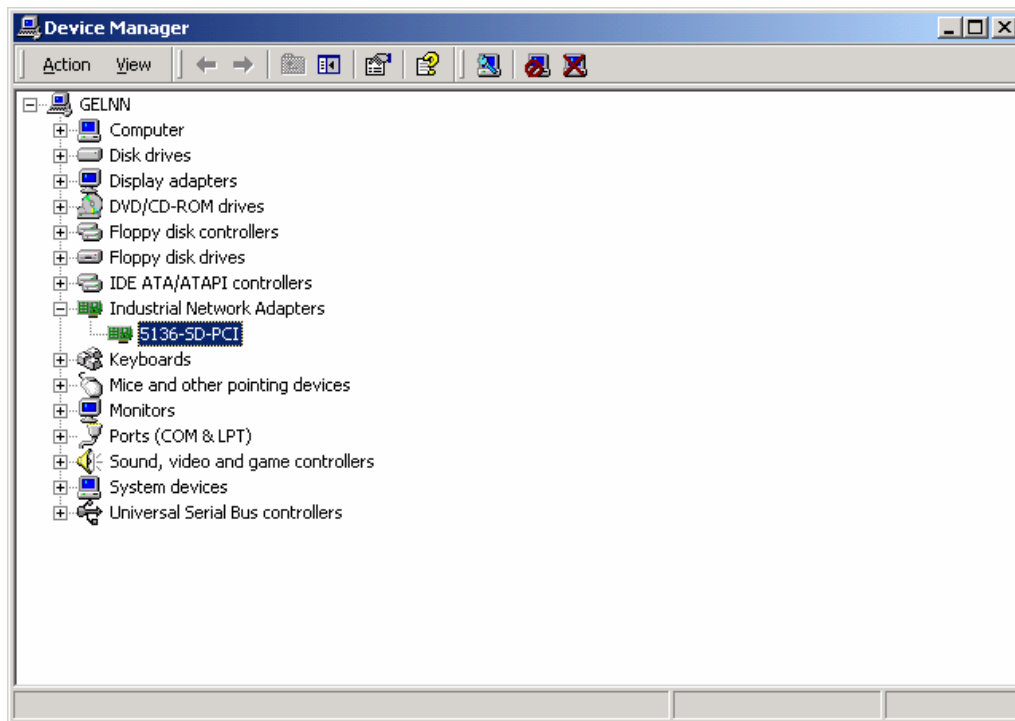 Device Manager
Action View
GELNN
Computer
Disk drives
Display adapters
DVD/CD-ROM drives
Floppy disk controllers
Floppy disk drives
IDE ATA/ATAPI controllers
Industrial Network Adapters
5136-SD-PCI
Keyboards
Mice and other pointing devices
Monitors
Ports (COM & LPT)
Sound, video and game controllers
System devices
Universal Serial Bus controllers